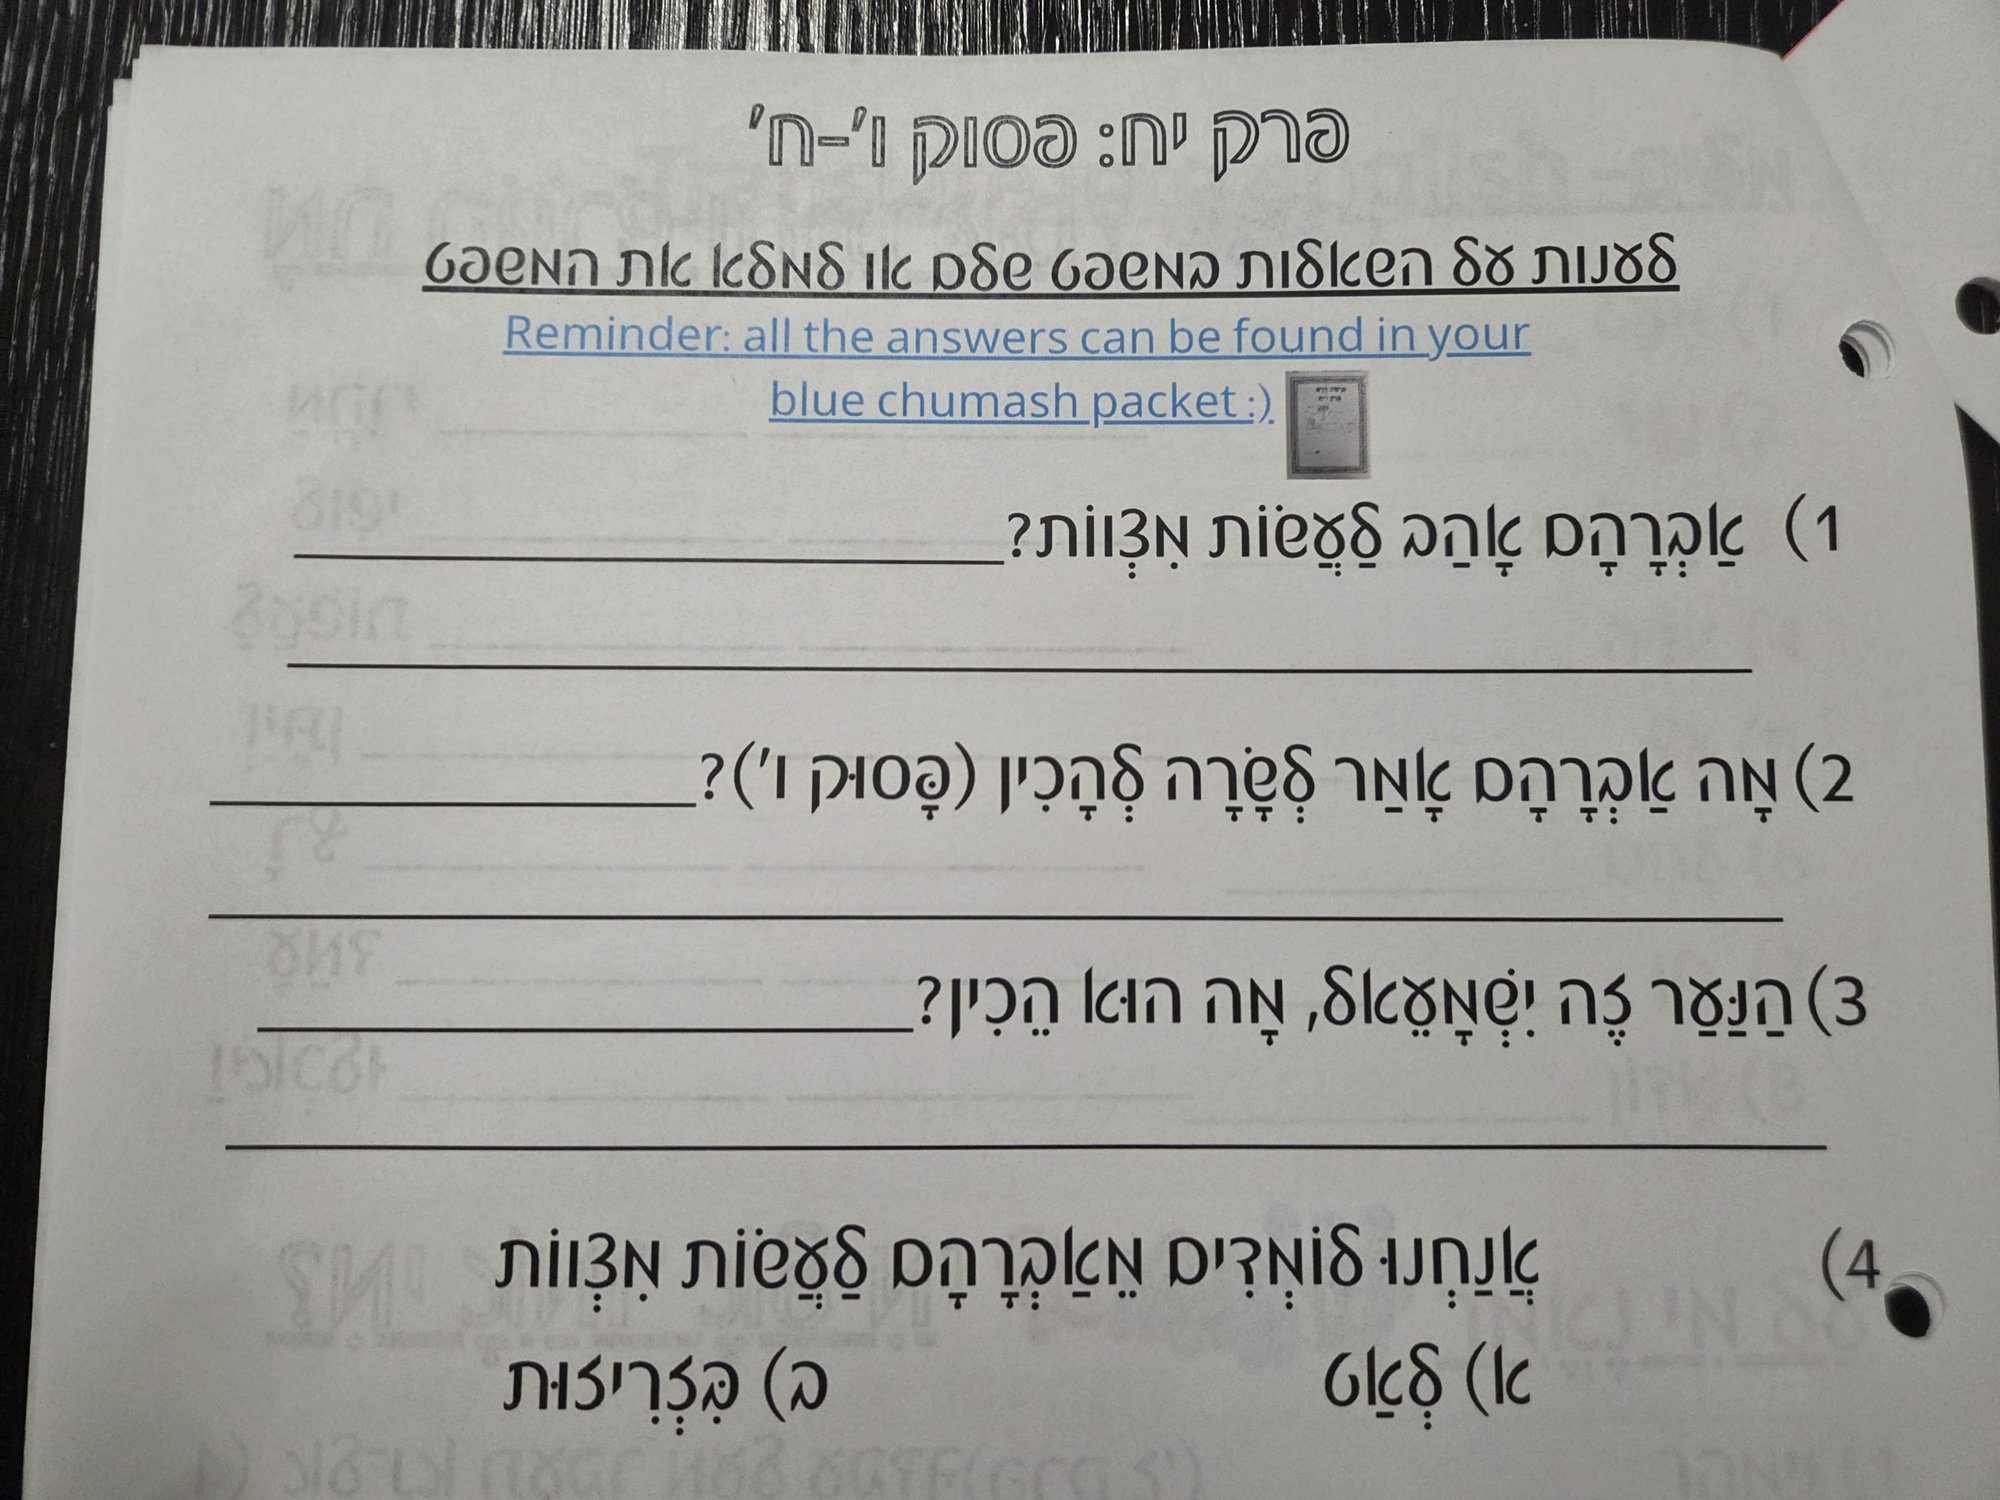 פרק יח: פסוק ו'-ח'
לענות על השאלות במשפט שלם או למלא את המשפט
Reminder: all the answers can be found in your
blue chumash packet :).
1) אַבְרָהָם אָהַב לַעֲשׂוֹת מִצְווֹת?
2) מָה אַבְרָהָם אָמַר לְשָׂרָה לְהָכִין (פָּסוּק ו')?
3) הַנַּעַר זֶה יִשְׁמָעֵאל, מָה הוּא הֵכִין?
4) אֲנַחְנוּ לוֹמְדִים מֵאַבְרָהָם לַעֲשׂוֹת מִצְווֹת
א) לְאַט ב) בִּזְרִיזוּת